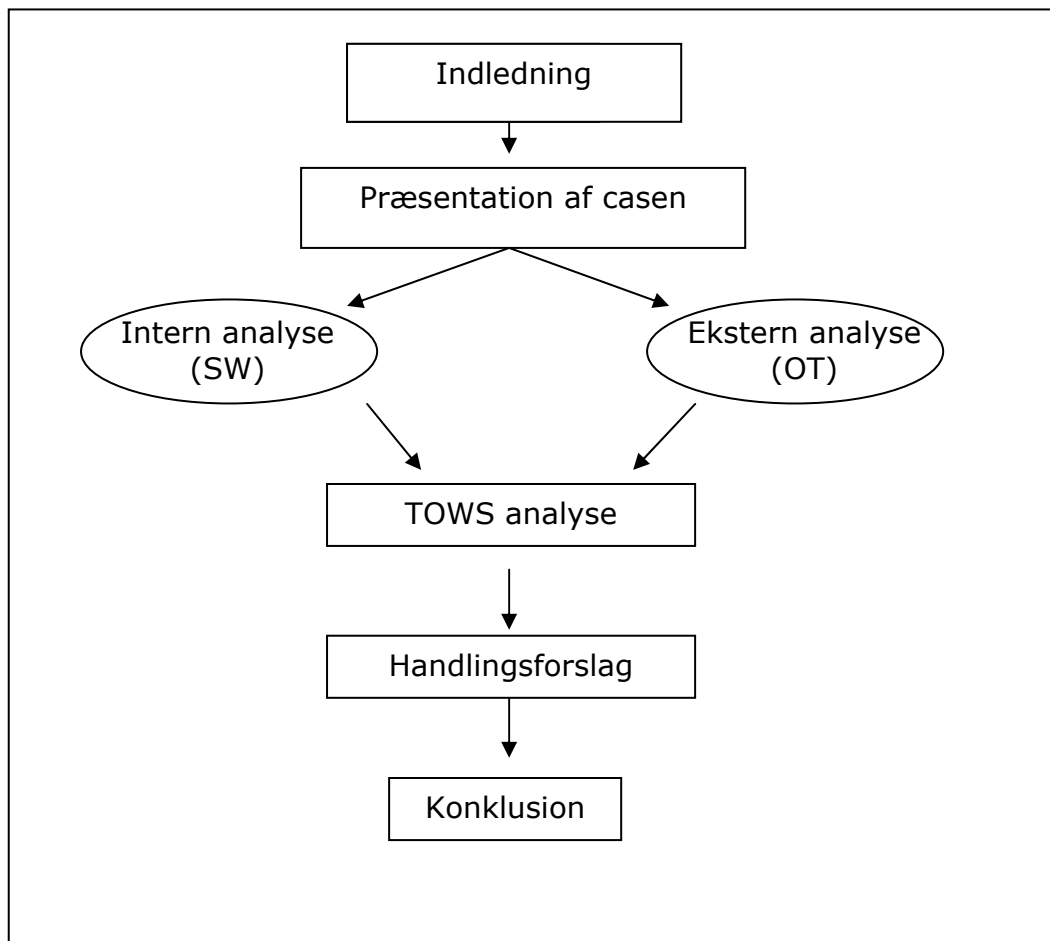 Indledning
Præsentation af casen
Intern analyse
(SW)
Ekstern analyse
(OT)
TOWS analyse
Handlingsforslag
Konklusion